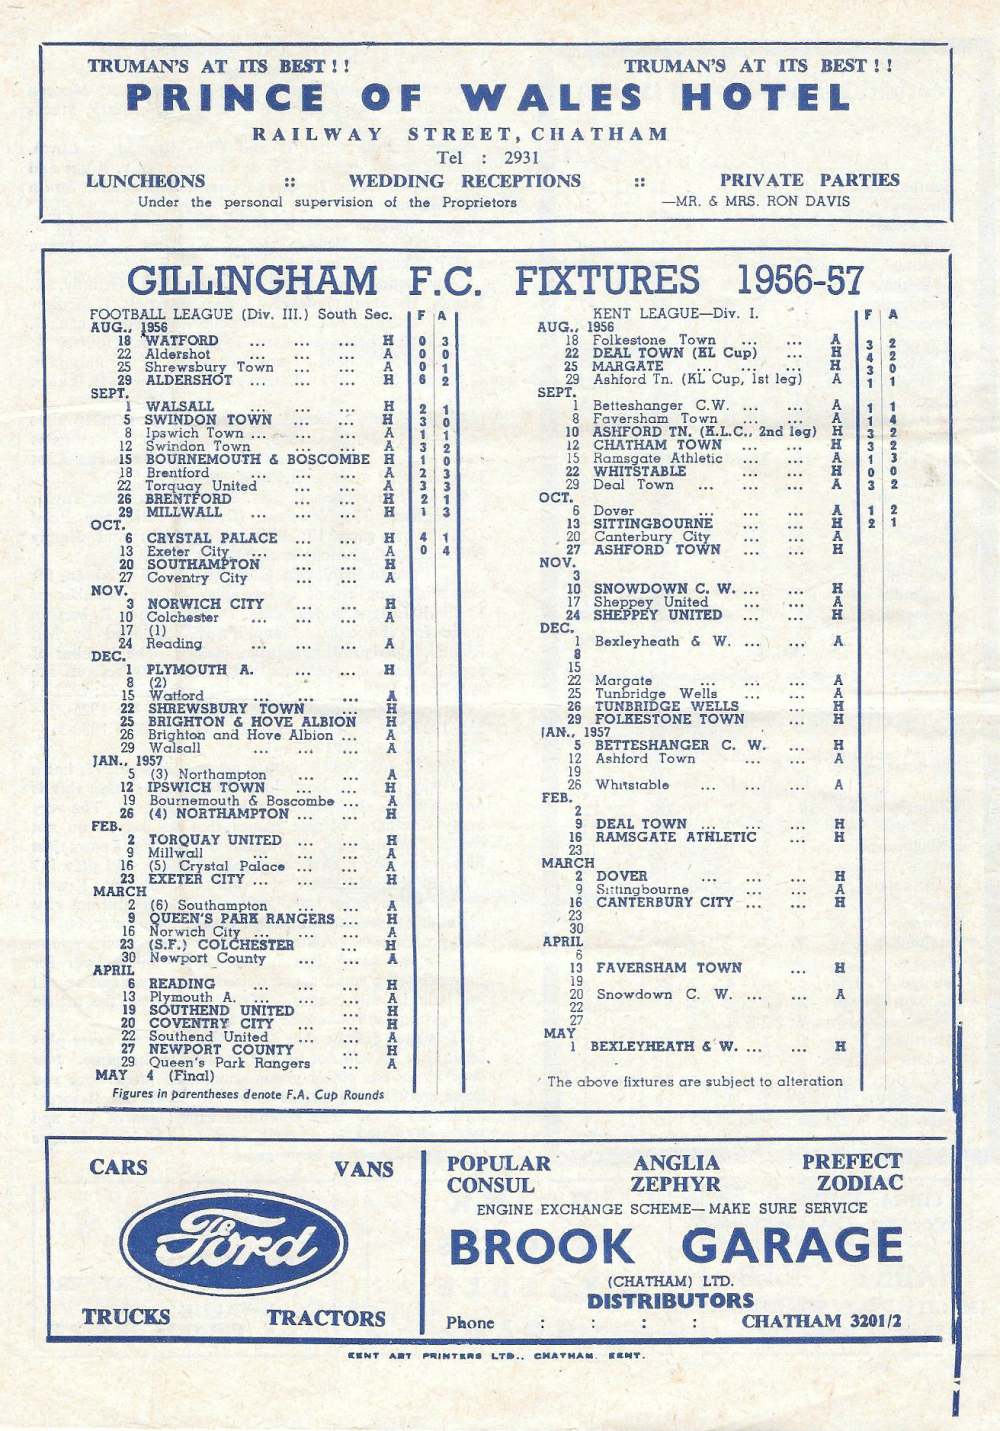 TRUMAN'S AT ITS BEST ! ! TRUMAN'S AT ITS BEST ! !
PRINCE OF WALES HOTEL
RAILWAY STREET, CHATHAM
Tel : 2931
LUNCHEONS :: WEDDING RECEPTIONS :: PRIVATE PARTIES
Under the personal supervision of the Proprietors —MR. & MRS. RON DAVIS
GILLINGHAM F.C. FIXTURES 1956-57
FOOTBALL LEAGUE (Div. III.) South Sec. F A
AUG., 1956
18 WATFORD ... ... ... H 0 3
22 Aldershot ... ... ... A 0 0
25 Shrewsbury Town ... ... A 0 1
29 ALDERSHOT ... ... ... H 6 2
SEPT.
1 WALSALL ... ... ... H 2 1
5 SWINDON TOWN ... ... H 3 0
8 Ipswich Town ... ... ... A 1 1
12 Swindon Town ... ... A 3 2
15 BOURNEMOUTH & BOSCOMBE H 1 0
18 Brentford ... ... ... A 2 3
22 Torquay United ... ... A 3 3
26 BRENTFORD ... ... H 2 1
29 MILLWALL ... ... ... H 1 3
OCT.
6 CRYSTAL PALACE ... ... H 4 1
13 Exeter City ... ... ... A 0 4
20 SOUTHAMPTON ... ... H
27 Coventry City ... ... A
NOV.
3 NORWICH CITY ... ... H
10 Colchester ... ... ... A
17 (1)
24 Reading ... ... ... A
DEC.
1 PLYMOUTH A. ... ... H
8 (2)
15 Watford ... ... ... A
22 SHREWSBURY TOWN ... H
25 BRIGHTON & HOVE ALBION H
26 Brighton and Hove Albion ... A
29 Walsall ... ... ... A
JAN., 1957
5 (3) Northampton ... ... A
12 IPSWICH TOWN ... ... H
19 Bournemouth & Boscombe ... A
26 (4) NORTHAMPTON ... ... H
FEB.
2 TORQUAY UNITED ... ... H
9 Millwall ... ... ... A
16 (5) Crystal Palace ... ... A
23 EXETER CITY ... ... ... H
MARCH
2 (6) Southampton ... ... A
9 QUEEN'S PARK RANGERS ... H
16 Norwich City ... ... ... A
23 (S.F.) COLCHESTER ... H
30 Newport County ... ... A
APRIL
6 READING ... ... ... H
13 Plymouth A. ... ... ... A
19 SOUTHEND UNITED ... H
20 COVENTRY CITY ... ... H
22 Southend United ... ... A
27 NEWPORT COUNTY ... H
29 Queen's Park Rangers ... A
MAY 4 (Final)
Figures in parentheses denote F.A. Cup Rounds
KENT LEAGUE—Div. I. F A
AUG., 1956
18 Folkestone Town ... ... A 3 2
22 DEAL TOWN (KL Cup) ... H 4 2
25 MARGATE ... ... ... H 3 0
29 Ashford Tn. (KL Cup, 1st leg) A 1 1
SEPT.
1 Betteshanger C.W. ... ... A 1 1
8 Faversham Town ... ... A 1 4
10 ASHFORD TN. (K.L.C., 2nd leg) H 3 2
12 CHATHAM TOWN ... ... H 3 2
15 Ramsgate Athletic ... ... A 1 3
22 WHITSTABLE ... ... H 0 0
29 Deal Town ... ... ... A 3 2
OCT.
6 Dover ... ... ... A 1 2
13 SITTINGBOURNE ... ... H 2 1
20 Canterbury City ... ... A
27 ASHFORD TOWN ... ... H
NOV.
3
10 SNOWDOWN C. W. ... ... H
17 Sheppey United ... ... A
24 SHEPPEY UNITED ... ... H
DEC.
1 Bexleyheath & W. ... ... A
8
15
22 Margate ... ... ... A
25 Tunbridge Wells ... ... A
26 TUNBRIDGE WELLS ... H
29 FOLKESTONE TOWN ... H
JAN., 1957
5 BETTESHANGER C. W. ... H
12 Ashford Town ... ... A
19
26 Whitstable ... ... ... A
FEB.
2
9 DEAL TOWN ... ... ... H
16 RAMSGATE ATHLETIC ... H
23
MARCH
2 DOVER ... ... ... H
9 Sittingbourne ... ... A
16 CANTERBURY CITY ... ... H
23
30
APRIL
6
13 FAVERSHAM TOWN ... H
19
20 Snowdown C. W. ... ... A
22
27
MAY
1 BEXLEYHEATH & W. ... ... H
The above fixtures are subject to alteration
CARS VANS
Ford
TRUCKS TRACTORS
POPULAR ANGLIA PREFECT
CONSUL ZEPHYR ZODIAC
ENGINE EXCHANGE SCHEME—MAKE SURE SERVICE
BROOK GARAGE
(CHATHAM) LTD.
DISTRIBUTORS
Phone : : : : CHATHAM 3201/2
KENT ART PRINTERS LTD., CHATHAM. KENT.